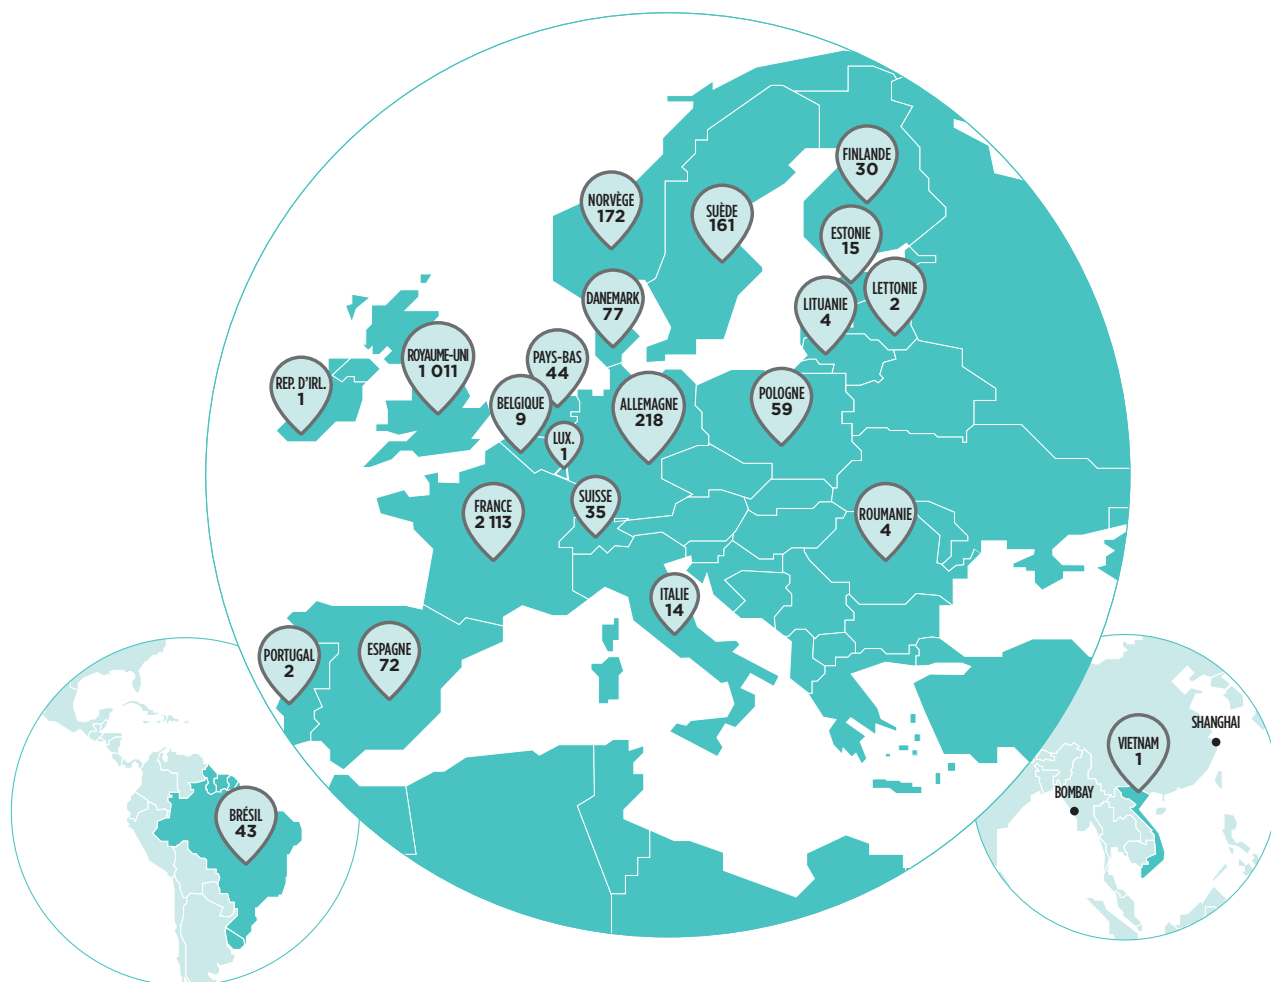 FINLANDE
30
NORVÈGE
172
SUÈDE
161
ESTONIE
15
LETTONIE
2
DANEMARK
77
LITUANIE
4
ROYAUME-UNI
1 011
PAYS-BAS
44
REP. D'IRL.
1
BELGIQUE
9
ALLEMAGNE
218
POLOGNE
59
LUX.
1
FRANCE
2 113
SUISSE
35
ROUMANIE
4
ITALIE
14
PORTUGAL
2
ESPAGNE
72
SHANGHAI
VIETNAM
1
BOMBAY
BRÉSIL
43